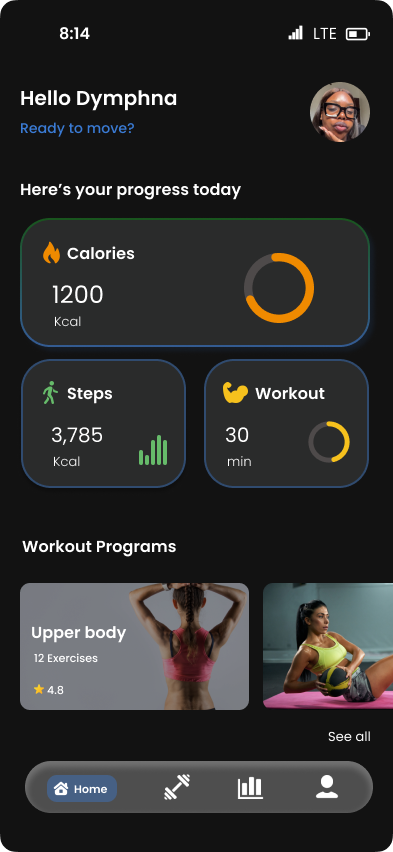 8:14 LTE
Hello Dymphna
Ready to move?
Here's your progress today
Calories
1200
Kcal
Steps
3,785
Kcal
Workout
30
min
Workout Programs
Upper body
12 Exercises
4.8
See all
Home